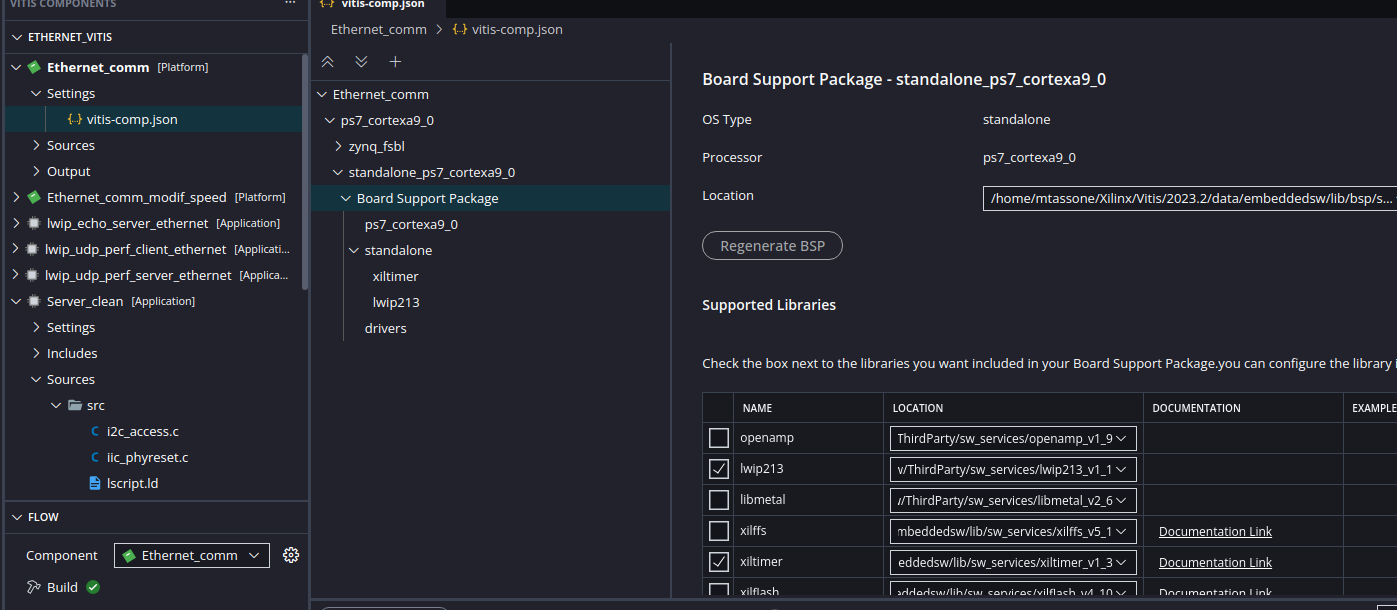 VITIS COMPONENTS
ETHERNET_VITIS
Ethernet_comm [Platform]
Settings
{..} vitis-comp.json
Sources
Output
Ethernet_comm_modif_speed [Platform]
lwip_echo_server_ethernet [Application]
lwip_udp_perf_client_ethernet [Applicati...
lwip_udp_perf_server_ethernet [Applica...
Server_clean [Application]
Settings
Includes
Sources
src
C i2c_access.c
C iic_phyreset.c
lscript.ld
FLOW
Component Ethernet_comm
Build
{..} vitis-comp.json
Ethernet_comm > {..} vitis-comp.json
Ethernet_comm
ps7_cortexa9_0
zynq_fsbl
standalone_ps7_cortexa9_0
Board Support Package
ps7_cortexa9_0
standalone
xiltimer
lwip213
drivers
Board Support Package - standalone_ps7_cortexa9_0
OS Type standalone
Processor ps7_cortexa9_0
Location /home/mtassone/Xilinx/Vitis/2023.2/data/embeddedsw/lib/bsp/s...
Regenerate BSP
Supported Libraries
Check the box next to the libraries you want included in your Board Support Package.you can configure the library i
NAME LOCATION DOCUMENTATION EXAMPLE
openamp ThirdParty/sw_services/openamp_v1_9
lwip213 v/ThirdParty/sw_services/lwip213_v1_1
libmetal v/ThirdParty/sw_services/libmetal_v2_6
xilffs mbeddedsw/lib/sw_services/xilffs_v5_1 Documentation Link
xiltimer eddedsw/lib/sw_services/xiltimer_v1_3 Documentation Link
xilflash eddedsw/lib/sw_services/xilflash_v4_10 Documentation Link